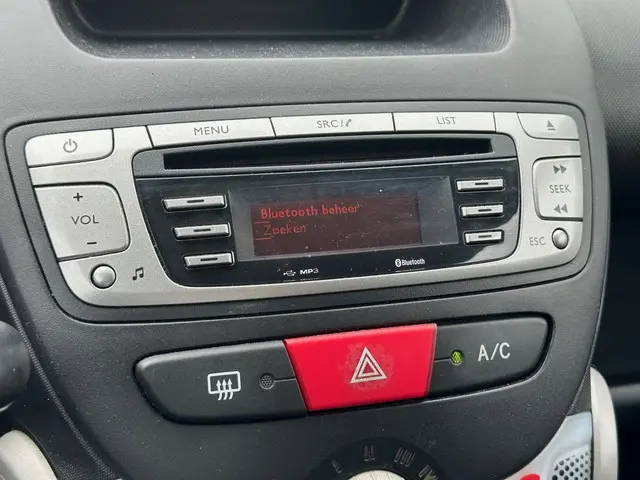 MENU
SRC/
LIST
+
VOL
−
SEEK
ESC
Bluetooth beheer
Zoeken
MP3
Bluetooth
A/C